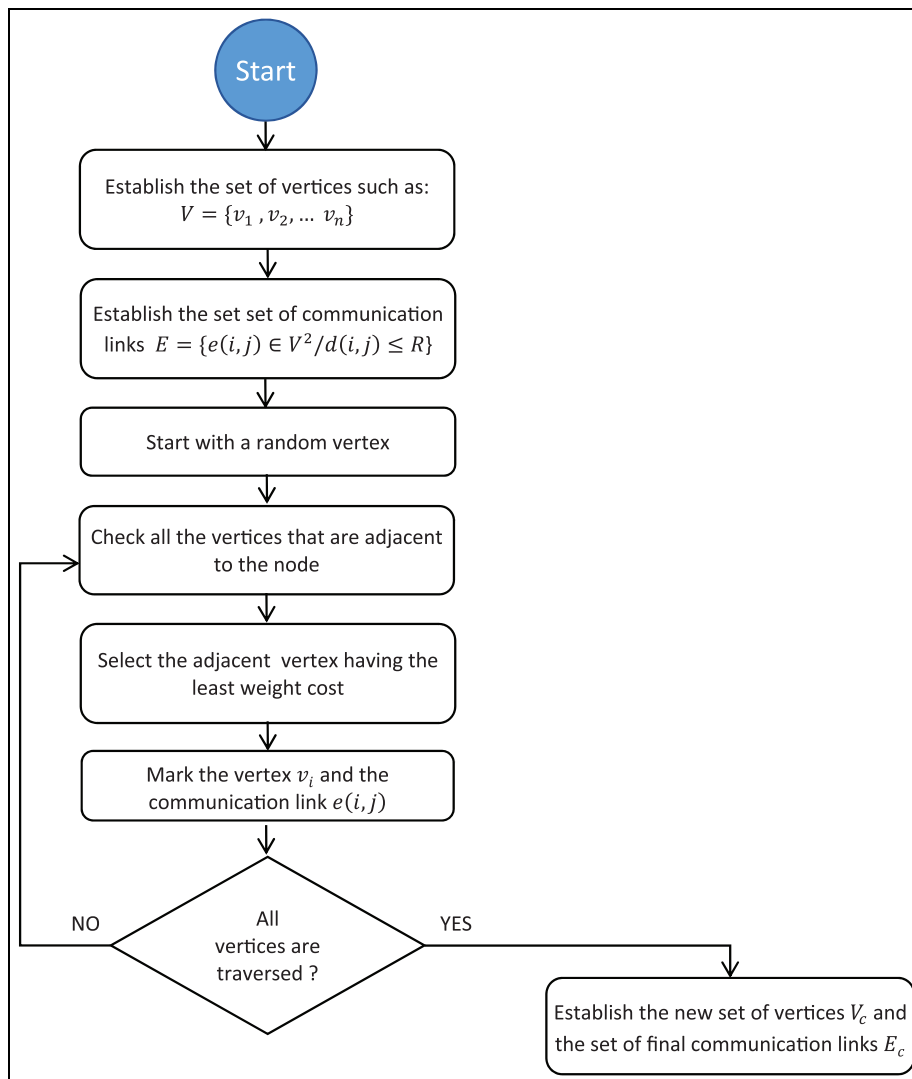 Start
Establish the set of vertices such as:
V = {v₁ , v₂, … vₙ}
Establish the set set of communication
links E = {e(i, j) ∈ V²/d(i, j) ≤ R}
Start with a random vertex
Check all the vertices that are adjacent
to the node
Select the adjacent vertex having the
least weight cost
Mark the vertex vᵢ and the
communication link e(i, j)
All
vertices are
traversed ?
NO
YES
Establish the new set of vertices V_c and
the set of final communication links E_c